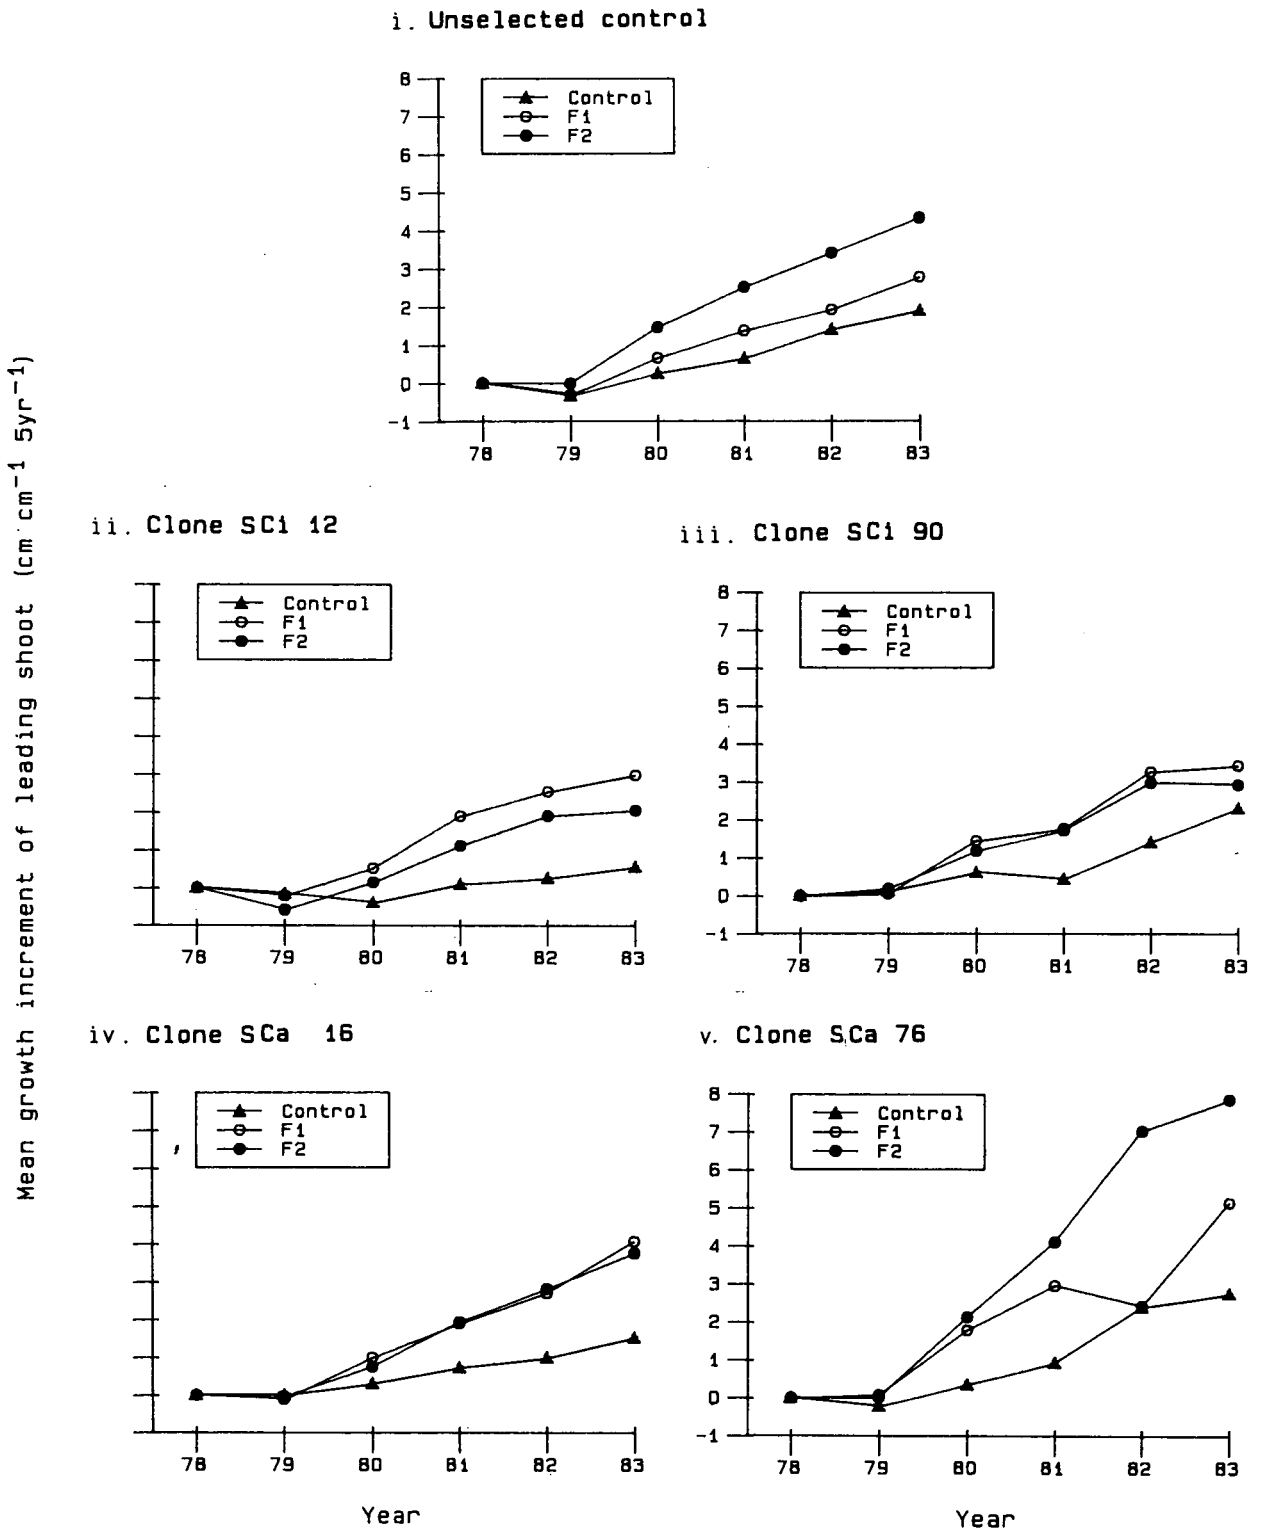 i. Unselected control
8
7
6
5
4
3
2
1
0
-1
Control
F1
F2
78 79 80 81 82 83
Mean growth increment of leading shoot (cm cm⁻¹ 5yr⁻¹)
ii. Clone SCi 12
Control
F1
F2
78 79 80 81 82 83
iii. Clone SCi 90
8
7
6
5
4
3
2
1
0
-1
Control
F1
F2
78 79 80 81 82 83
iv. Clone SCa 16
Control
F1
F2
78 79 80 81 82 83
Year
v. Clone SCa 76
8
7
6
5
4
3
2
1
0
-1
Control
F1
F2
78 79 80 81 82 83
Year